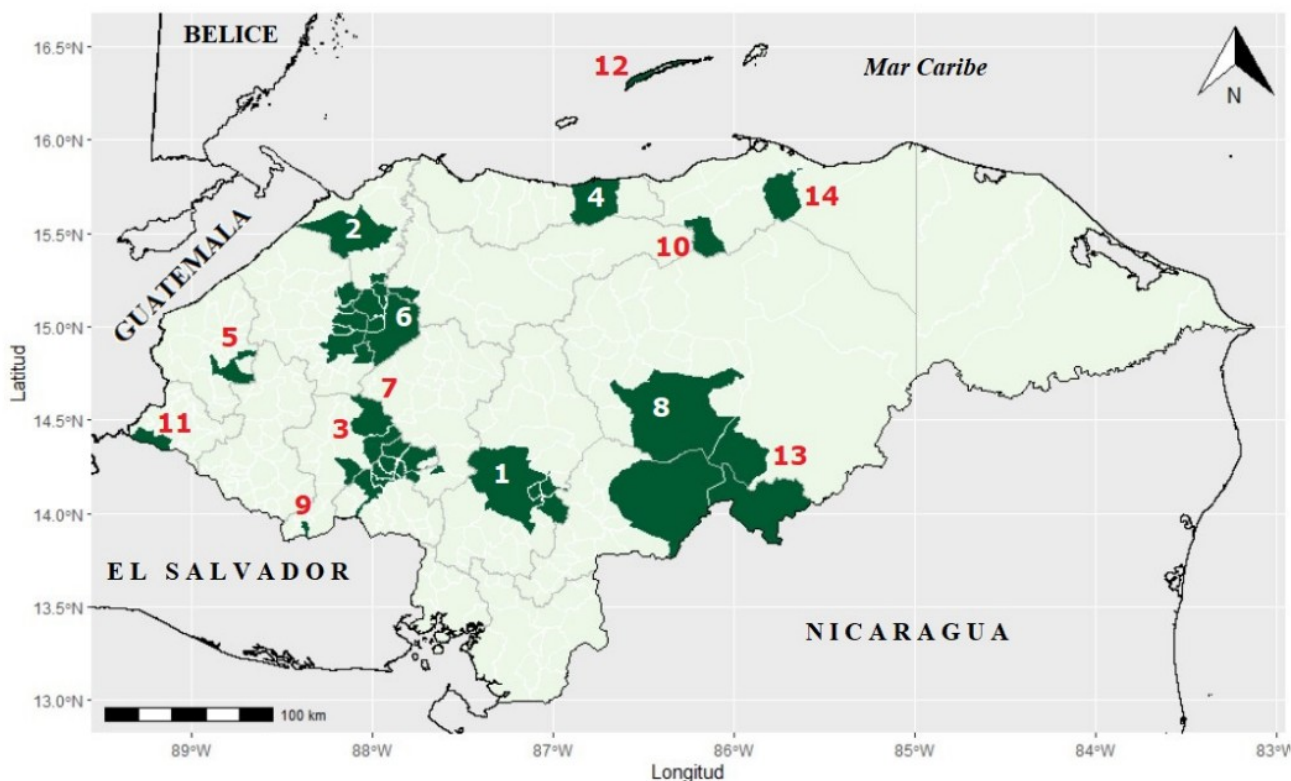 BELICE
16.5°N
12
Mar Caribe
N
16.0°N
4
14
2
15.5°N
10
GUATEMALA
6
15.0°N
5
Latitud
7
8
14.5°N
11
3
13
1
14.0°N
9
EL SALVADOR
13.5°N
NICARAGUA
13.0°N
100 km
89°W
88°W
87°W
86°W
85°W
84°W
83°W
Longitud